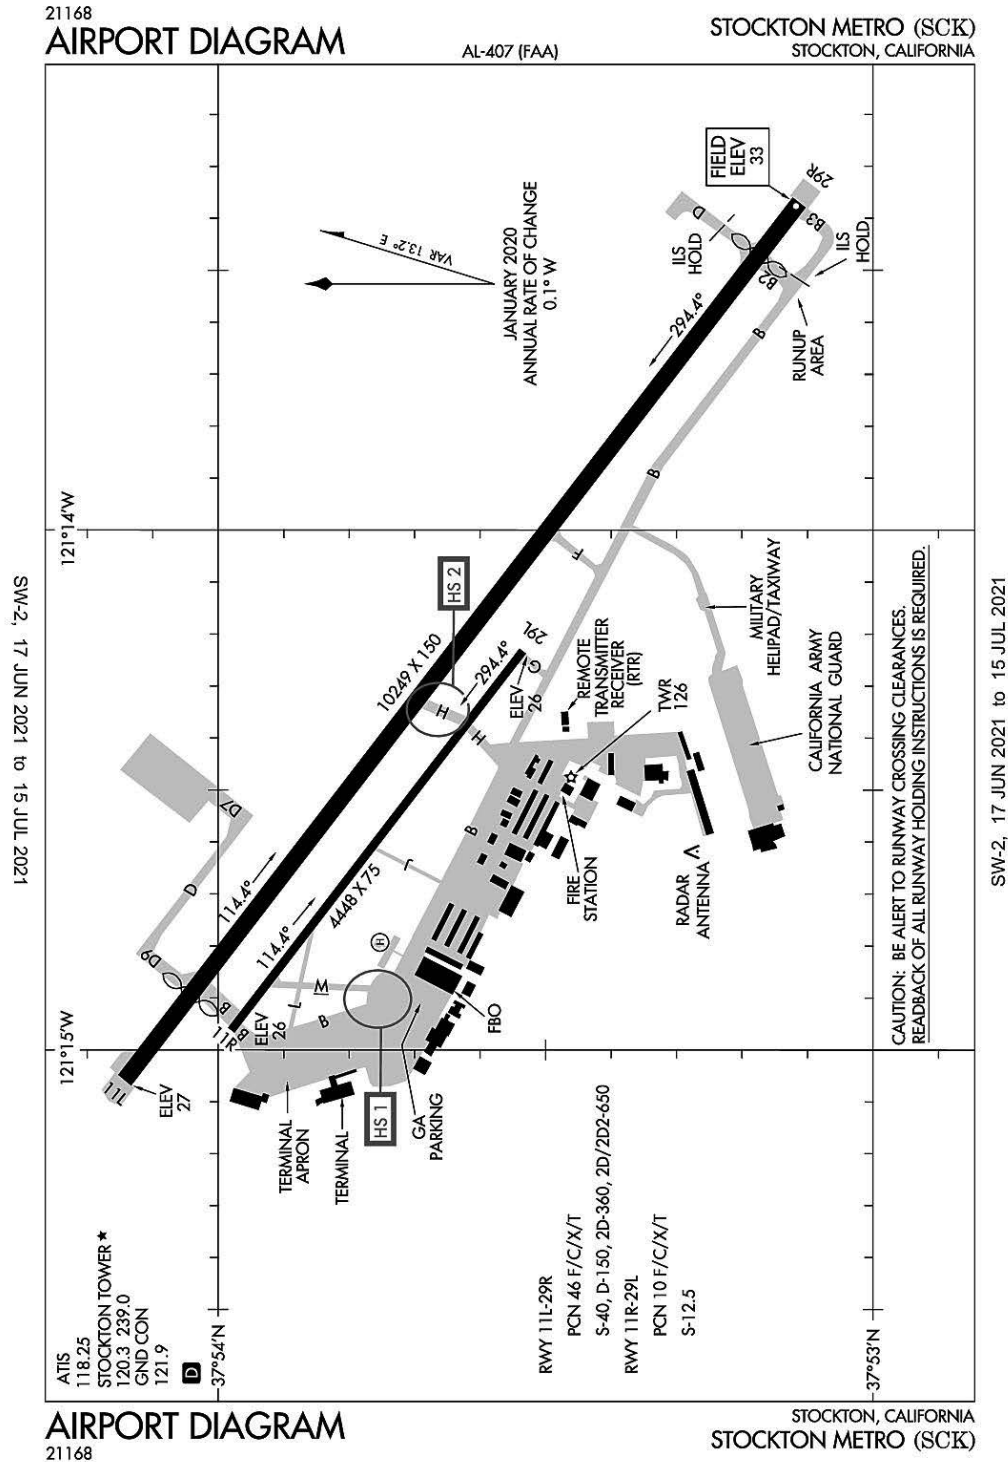 21168
AIRPORT DIAGRAM
AL-407 (FAA)
STOCKTON METRO (SCK)
STOCKTON, CALIFORNIA
ATIS
118.25
STOCKTON TOWER★
120.3 239.0
GND CON
121.9
D
37°54'N
37°53'N
121°15'W
121°14'W
VAR 13.2° E
JANUARY 2020
ANNUAL RATE OF CHANGE
0.1° W
FIELD
ELEV
33
29R
D
ILS
HOLD
B3
B2
ILS
HOLD
RUNUP
AREA
B
294.4°
B
F
HS 2
10249 X 150
H
H
294.4°
29L
G
ELEV
26
REMOTE
TRANSMITTER
RECEIVER
(RTR)
TWR
126
MILITARY
HELIPAD/TAXIWAY
CALIFORNIA ARMY
NATIONAL GUARD
D7
D
D9
114.4°
114.4°
4448 X 75
J
B
H
M
L
B
B
B
11R
ELEV
26
11L
ELEV
27
FIRE
STATION
RADAR
ANTENNA
FBO
GA
PARKING
HS 1
TERMINAL
APRON
TERMINAL
RWY 11L-29R
PCN 46 F/C/X/T
S-40, D-150, 2D-360, 2D/2D2-650
RWY 11R-29L
PCN 10 F/C/X/T
S-12.5
CAUTION: BE ALERT TO RUNWAY CROSSING CLEARANCES.
READBACK OF ALL RUNWAY HOLDING INSTRUCTIONS IS REQUIRED.
SW-2, 17 JUN 2021 to 15 JUL 2021
SW-2, 17 JUN 2021 to 15 JUL 2021
AIRPORT DIAGRAM
21168
STOCKTON, CALIFORNIA
STOCKTON METRO (SCK)